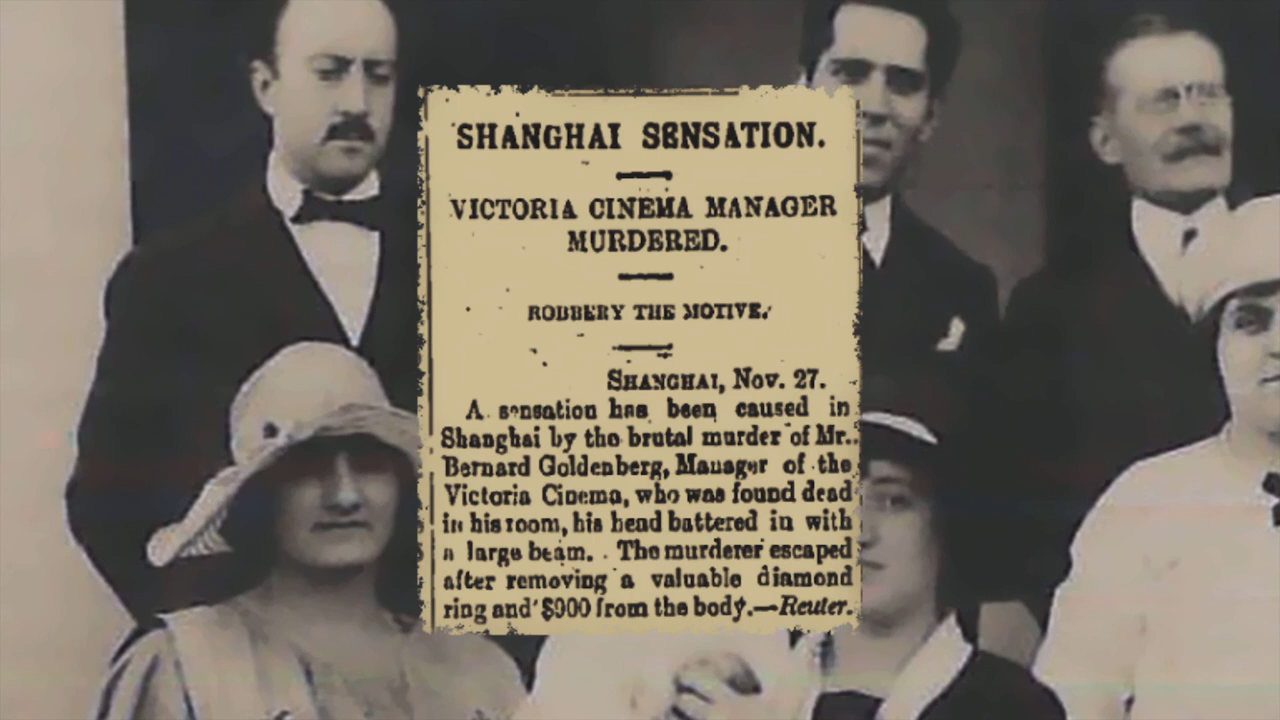 SHANGHAI SENSATION.
VICTORIA CINEMA MANAGER
MURDERED.
ROBBERY THE MOTIVE.
SHANGHAI, Nov. 27.
A sensation has been caused in
Shanghai by the brutal murder of Mr.
Bernard Goldenberg, Manager of the
Victoria Cinema, who was found dead
in his room, his head battered in with
a large beam. The murderer escaped
after removing a valuable diamond
ring and $900 from the body.—Reuter.